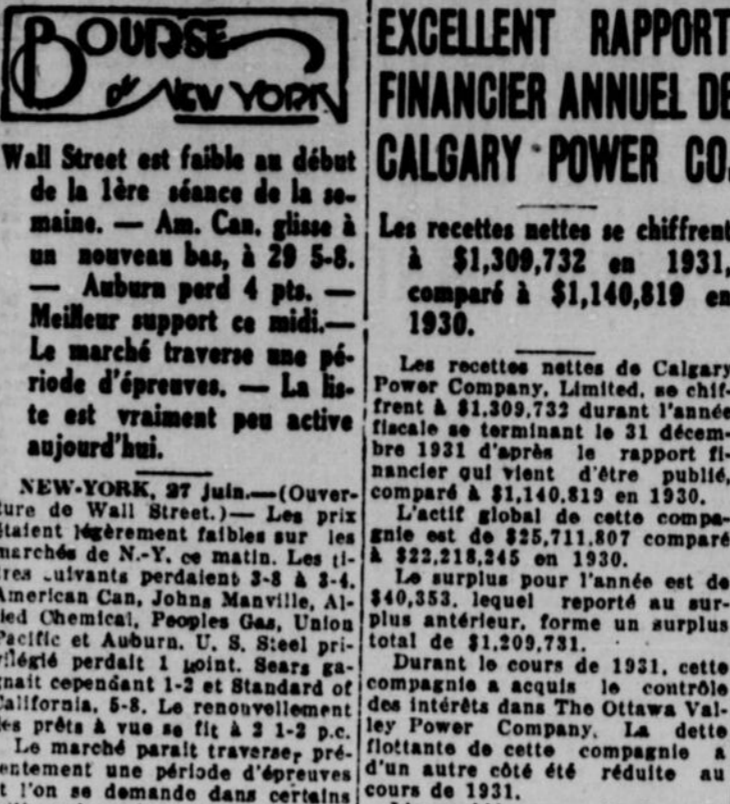 BOURSE
de NEW YORK
Wall Street est faible au début
de la 1ère séance de la se-
maine. — Am. Can. glisse à
un nouveau bas, à 29 5-8.
— Auburn perd 4 pts. —
Meilleur support ce midi.—
Le marché traverse une pé-
riode d'épreuves. — La lis-
te est vraiment peu active
aujourd'hui.
NEW-YORK, 27 juin.—(Ouver-
ture de Wall Street.)— Les prix
étaient légèrement faibles sur les
marchés de N.-Y. ce matin. Les ti-
tres suivants perdaient 3-8 à 3-4.
American Can, Johns Manville, Al-
lied Chemical, Peoples Gas, Union
Pacific et Auburn. U. S. Steel pri-
vilégié perdait 1 point. Sears ga-
gnait cependant 1-2 et Standard of
California, 5-8. Le renouvellement
des prêts à vue se fit à 2 1-2 p.c.
Le marché parait traverser pré-
sentement une période d'épreuves
et l'on se demande dans certains
EXCELLENT RAPPORT
FINANCIER ANNUEL DE
CALGARY POWER CO.
Les recettes nettes se chiffrent
à $1,309,732 en 1931,
comparé à $1,140,819 en
1930.
Les recettes nettes de Calgary
Power Company, Limited, se chif-
frent à $1,309,732 durant l'année
fiscale se terminant le 31 décem-
bre 1931 d'après le rapport fi-
nancier qui vient d'être publié,
comparé à $1,140,819 en 1930.
L'actif global de cette compa-
gnie est de $25,711,807 comparé
à $22,218,245 en 1930.
Le surplus pour l'année est de
$40,353, lequel reporté au sur-
plus antérieur, forme un surplus
total de $1,209,731.
Durant le cours de 1931, cette
compagnie a acquis le contrôle
des intérêts dans The Ottawa Val-
ley Power Company. La dette
flottante de cette compagnie a
d'un autre côté été réduite au
cours de 1931.